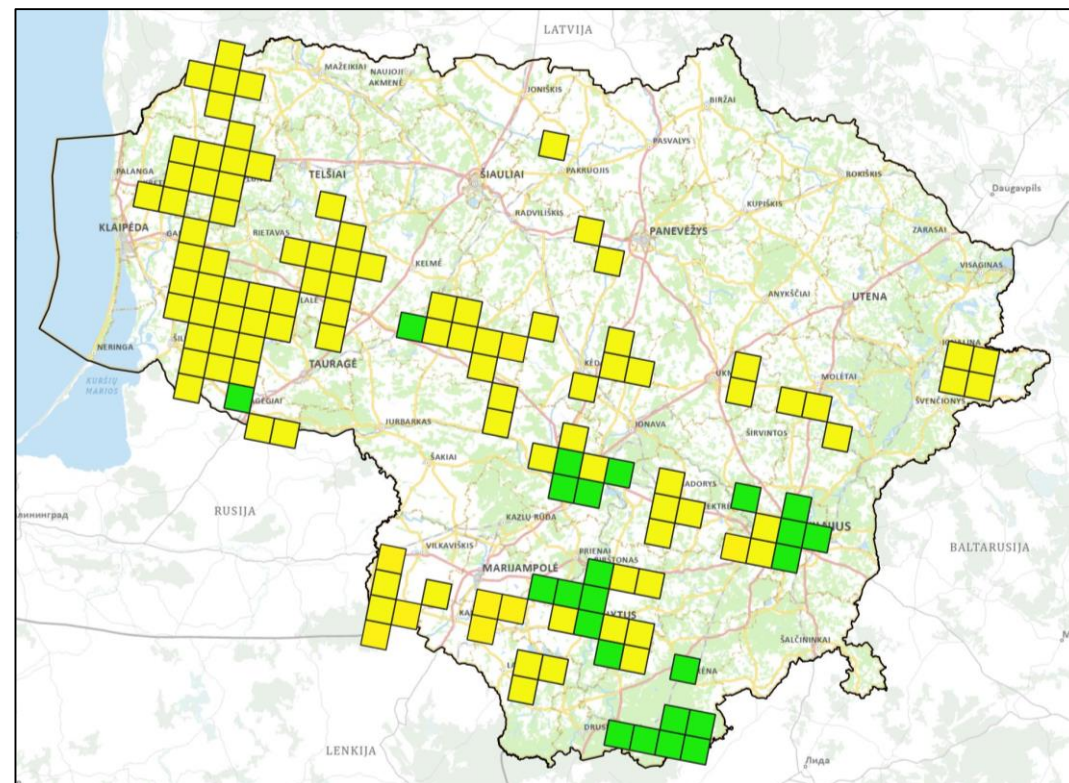 LATVIJA
MAŽEIKIAI
NAUJOJI
AKMENĖ
JONIŠKIS
BIRŽAI
PASVALYS
PALANGA
TELŠIAI
ŠIAULIAI
PAKRUOJIS
ROKIŠKIS
Daugavpils
RADVILIŠKIS
KUPIŠKIS
KLAIPĖDA
RIETAVAS
PANEVĖŽYS
ZARASAI
KELMĖ
VISAGINAS
ANYKŠČIAI
UTENA
NERINGA
KURŠIŲ
MARIOS
TAURAGĖ
MOLĖTAI
ŠVENČIONYS
JURBARKAS
JONAVA
ŠIRVINTOS
ŠAKIAI
RUSIJA
KAZLŲ RŪDA
VILKAVIŠKIS
PRIENAI
BALTARUSIJA
MARIJAMPOLĖ
ŠALČININKAI
LENKIJA
Лида